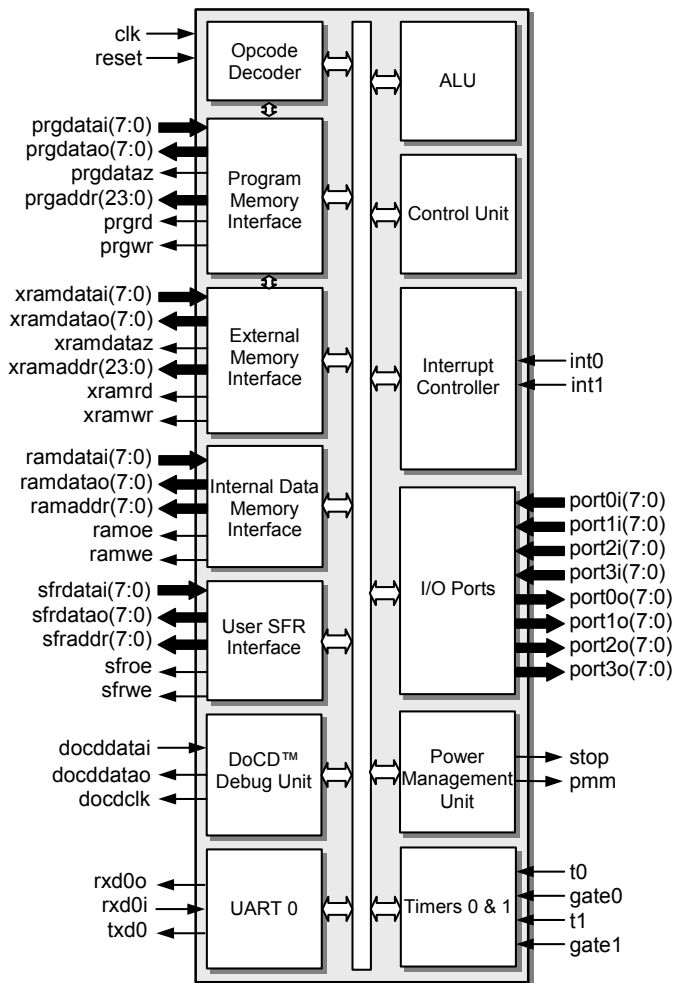 clk
reset
Opcode
Decoder
ALU
prgdatai(7:0)
prgdatao(7:0)
prgdataz
prgaddr(23:0)
prgrd
prgwr
Program
Memory
Interface
Control Unit
xramdatai(7:0)
xramdatao(7:0)
xramdataz
xramaddr(23:0)
xramrd
xramwr
External
Memory
Interface
Interrupt
Controller
int0
int1
ramdatai(7:0)
ramdatao(7:0)
ramaddr(7:0)
ramoe
ramwe
Internal Data
Memory
Interface
I/O Ports
port0i(7:0)
port1i(7:0)
port2i(7:0)
port3i(7:0)
port0o(7:0)
port1o(7:0)
port2o(7:0)
port3o(7:0)
sfrdatai(7:0)
sfrdatao(7:0)
sfraddr(7:0)
sfroe
sfrwe
User SFR
Interface
docddatai
docddatao
docdclk
DoCD™
Debug Unit
Power
Management
Unit
stop
pmm
rxd0o
rxd0i
txd0
UART 0
Timers 0 & 1
t0
gate0
t1
gate1